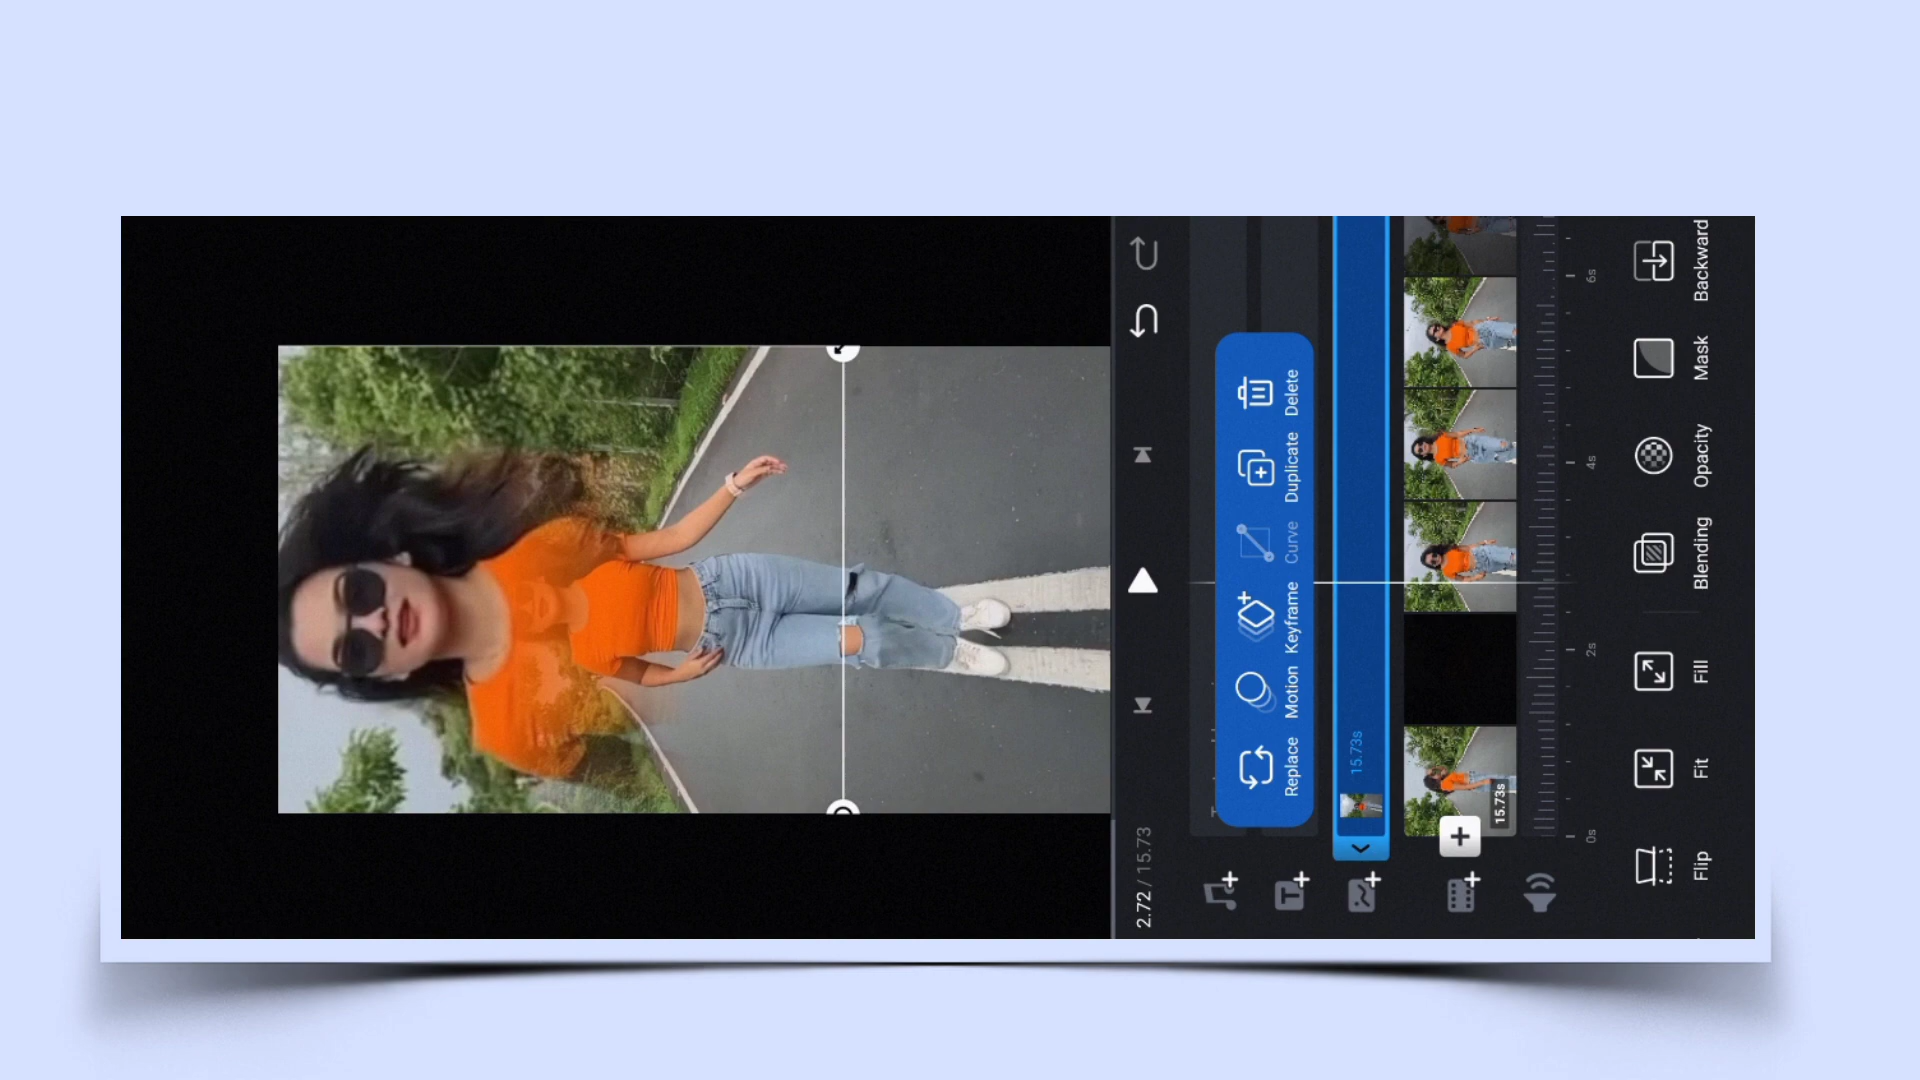 2.72 / 15.73
Replace
Motion
Keyframe
Curve
Duplicate
Delete
15.73s
15.73s
0s
2s
4s
6s
Flip
Fit
Fill
Blending
Opacity
Mask
Backward